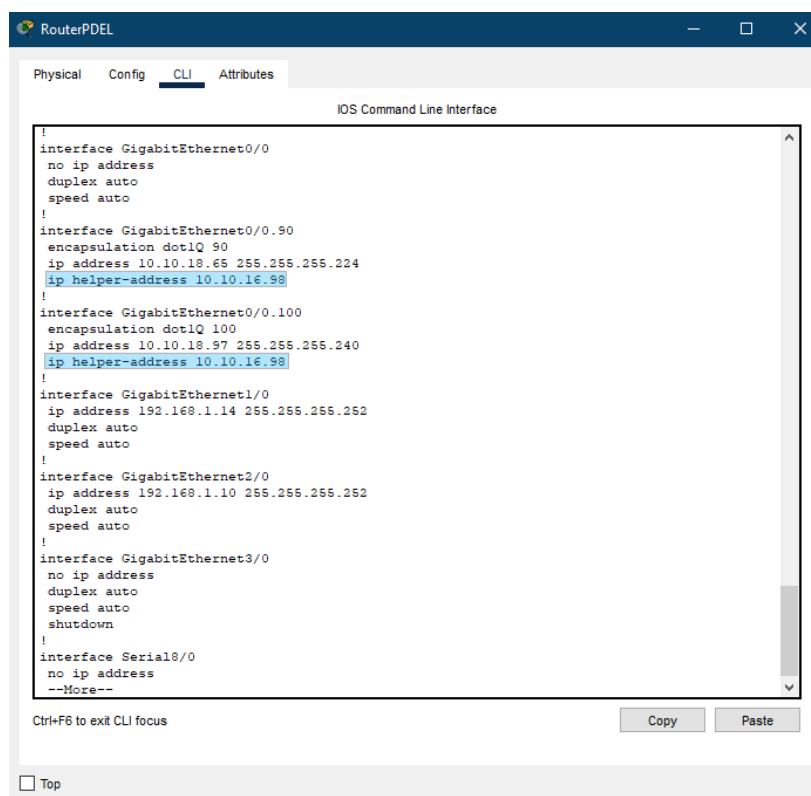 RouterPDEL
Physical Config CLI Attributes
IOS Command Line Interface
!
interface GigabitEthernet0/0
no ip address
duplex auto
speed auto
!
interface GigabitEthernet0/0.90
encapsulation dot1Q 90
ip address 10.10.18.65 255.255.255.224
ip helper-address 10.10.16.98
!
interface GigabitEthernet0/0.100
encapsulation dot1Q 100
ip address 10.10.18.97 255.255.255.240
ip helper-address 10.10.16.98
!
interface GigabitEthernet1/0
ip address 192.168.1.14 255.255.255.252
duplex auto
speed auto
!
interface GigabitEthernet2/0
ip address 192.168.1.10 255.255.255.252
duplex auto
speed auto
!
interface GigabitEthernet3/0
no ip address
duplex auto
speed auto
shutdown
!
interface Serial8/0
no ip address
--More--
Ctrl+F6 to exit CLI focus
Copy Paste
Top